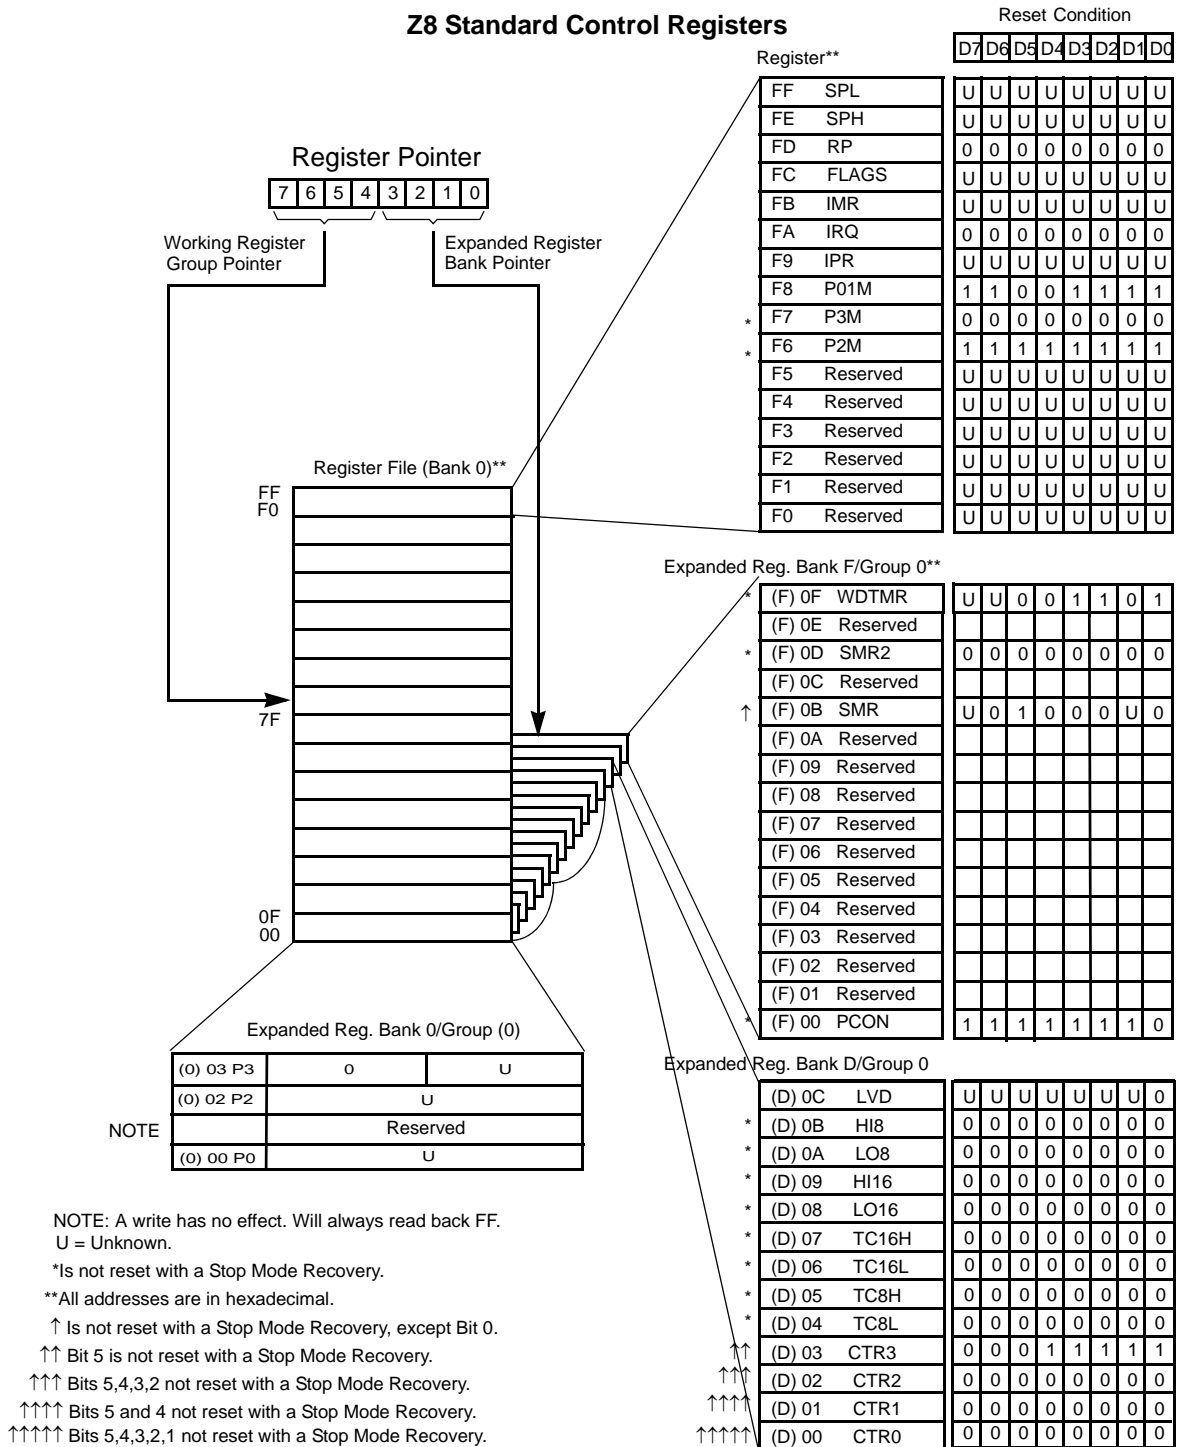 Z8 Standard Control Registers
Reset Condition
Register**
D7 D6 D5 D4 D3 D2 D1 D0
FF SPL U U U U U U U U
FE SPH U U U U U U U U
FD RP 0 0 0 0 0 0 0 0
FC FLAGS U U U U U U U U
FB IMR U U U U U U U U
FA IRQ 0 0 0 0 0 0 0 0
F9 IPR U U U U U U U U
F8 P01M 1 1 0 0 1 1 1 1
* F7 P3M 0 0 0 0 0 0 0 0
* F6 P2M 1 1 1 1 1 1 1 1
F5 Reserved U U U U U U U U
F4 Reserved U U U U U U U U
F3 Reserved U U U U U U U U
F2 Reserved U U U U U U U U
F1 Reserved U U U U U U U U
F0 Reserved U U U U U U U U
Register Pointer
7 6 5 4 3 2 1 0
Working Register
Group Pointer
Expanded Register
Bank Pointer
Register File (Bank 0)**
FF
F0
7F
0F
00
Expanded Reg. Bank F/Group 0**
* (F) 0F WDTMR U U 0 0 1 1 0 1
(F) 0E Reserved
* (F) 0D SMR2 0 0 0 0 0 0 0 0
(F) 0C Reserved
↑ (F) 0B SMR U 0 1 0 0 0 U 0
(F) 0A Reserved
(F) 09 Reserved
(F) 08 Reserved
(F) 07 Reserved
(F) 06 Reserved
(F) 05 Reserved
(F) 04 Reserved
(F) 03 Reserved
(F) 02 Reserved
(F) 01 Reserved
* (F) 00 PCON 1 1 1 1 1 1 1 0
Expanded Reg. Bank 0/Group (0)
(0) 03 P3 0 U
(0) 02 P2 U
NOTE Reserved
(0) 00 P0 U
Expanded Reg. Bank D/Group 0
(D) 0C LVD U U U U U U U 0
* (D) 0B HI8 0 0 0 0 0 0 0 0
* (D) 0A LO8 0 0 0 0 0 0 0 0
* (D) 09 HI16 0 0 0 0 0 0 0 0
* (D) 08 LO16 0 0 0 0 0 0 0 0
* (D) 07 TC16H 0 0 0 0 0 0 0 0
* (D) 06 TC16L 0 0 0 0 0 0 0 0
* (D) 05 TC8H 0 0 0 0 0 0 0 0
* (D) 04 TC8L 0 0 0 0 0 0 0 0
↑↑ (D) 03 CTR3 0 0 0 1 1 1 1 1
↑↑↑ (D) 02 CTR2 0 0 0 0 0 0 0 0
↑↑↑↑ (D) 01 CTR1 0 0 0 0 0 0 0 0
↑↑↑↑↑ (D) 00 CTR0 0 0 0 0 0 0 0 0
NOTE: A write has no effect. Will always read back FF.
U = Unknown.
*Is not reset with a Stop Mode Recovery.
**All addresses are in hexadecimal.
↑ Is not reset with a Stop Mode Recovery, except Bit 0.
↑↑ Bit 5 is not reset with a Stop Mode Recovery.
↑↑↑ Bits 5,4,3,2 not reset with a Stop Mode Recovery.
↑↑↑↑ Bits 5 and 4 not reset with a Stop Mode Recovery.
↑↑↑↑↑ Bits 5,4,3,2,1 not reset with a Stop Mode Recovery.